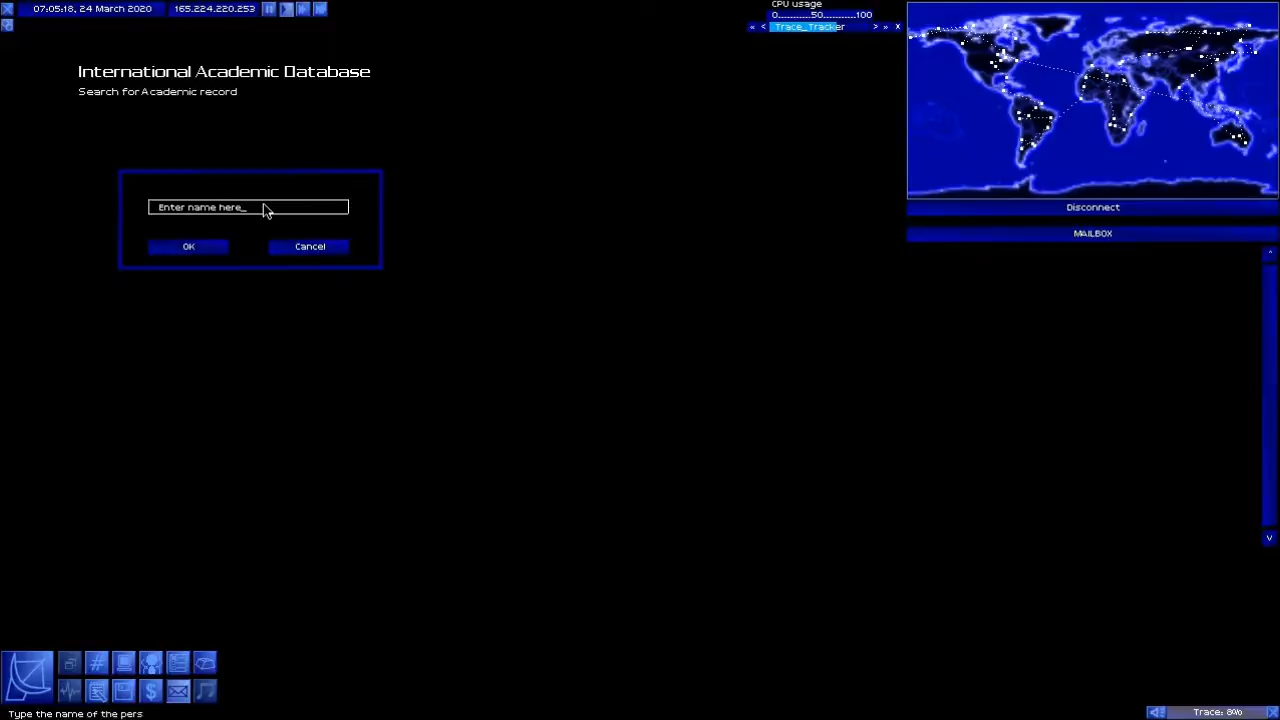 07:05:18, 24 March 2020
165.224.220.253
CPU usage
0.........50.........100
« < Trace_Tracker > » x
International Academic Database
Search for Academic record
Enter name here_
OK
Cancel
Disconnect
MAILBOX
^
v
Type the name of the pers
Trace: 8%